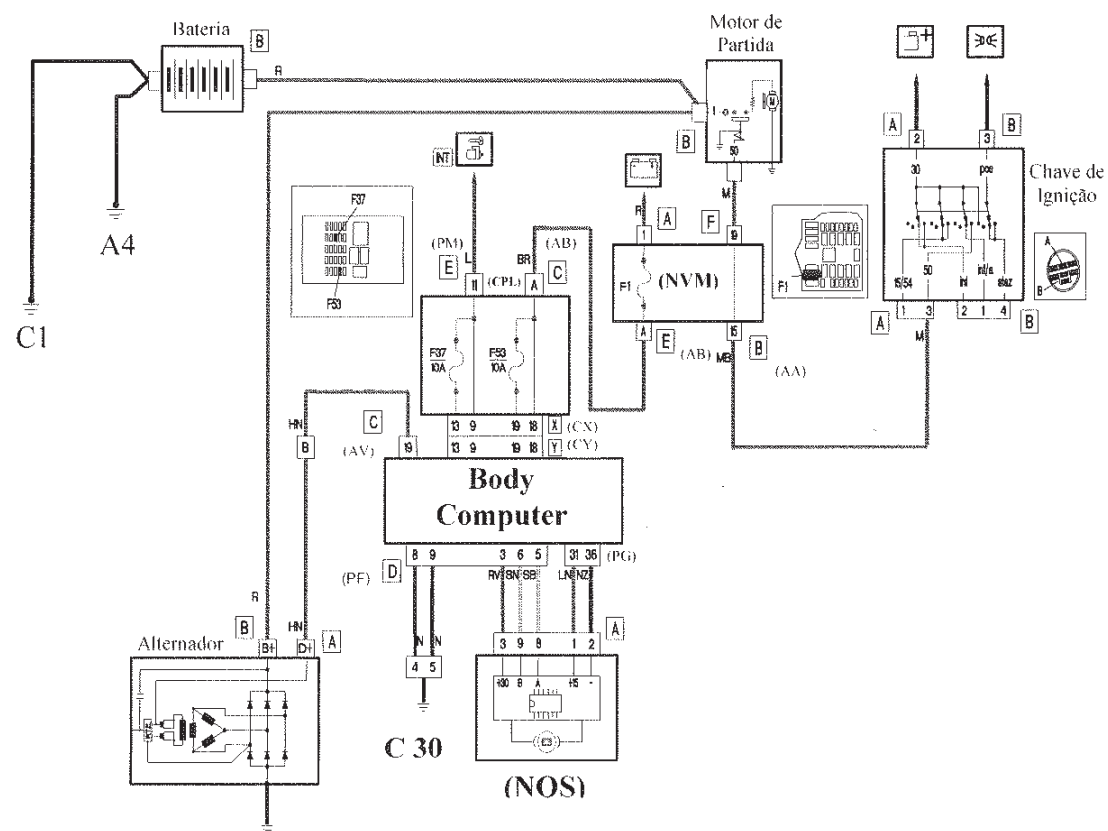 Bateria
B
R
Motor de
Partida
B
50
M
M
INT
F37
F53
(PM)
L
E
11
(CPL)
BR
A
C
(AB)
R
1
A
F
19
F1
(NVM)
A
E
(AB)
15
MB
B
(AA)
F1
A
2
3
B
30
pos
Chave de
Ignição
15/54
50
int
int/a
staz
A
1
3
2
1
4
B
M
A
B
A4
C1
F37
10A
F53
10A
13 9 19 18 X (CX)
13 9 19 18 Y (CY)
C
(AV)
19
HN
B
HN
Body
Computer
8 9 3 6 5 31 36 (PG)
D
(PF)
RV SN SB LN NZ
N N
4 5
C 30
A
3 9 8 1 2
+30 B A +15 -
(NOS)
R
B
B+
D+
A
Alternador